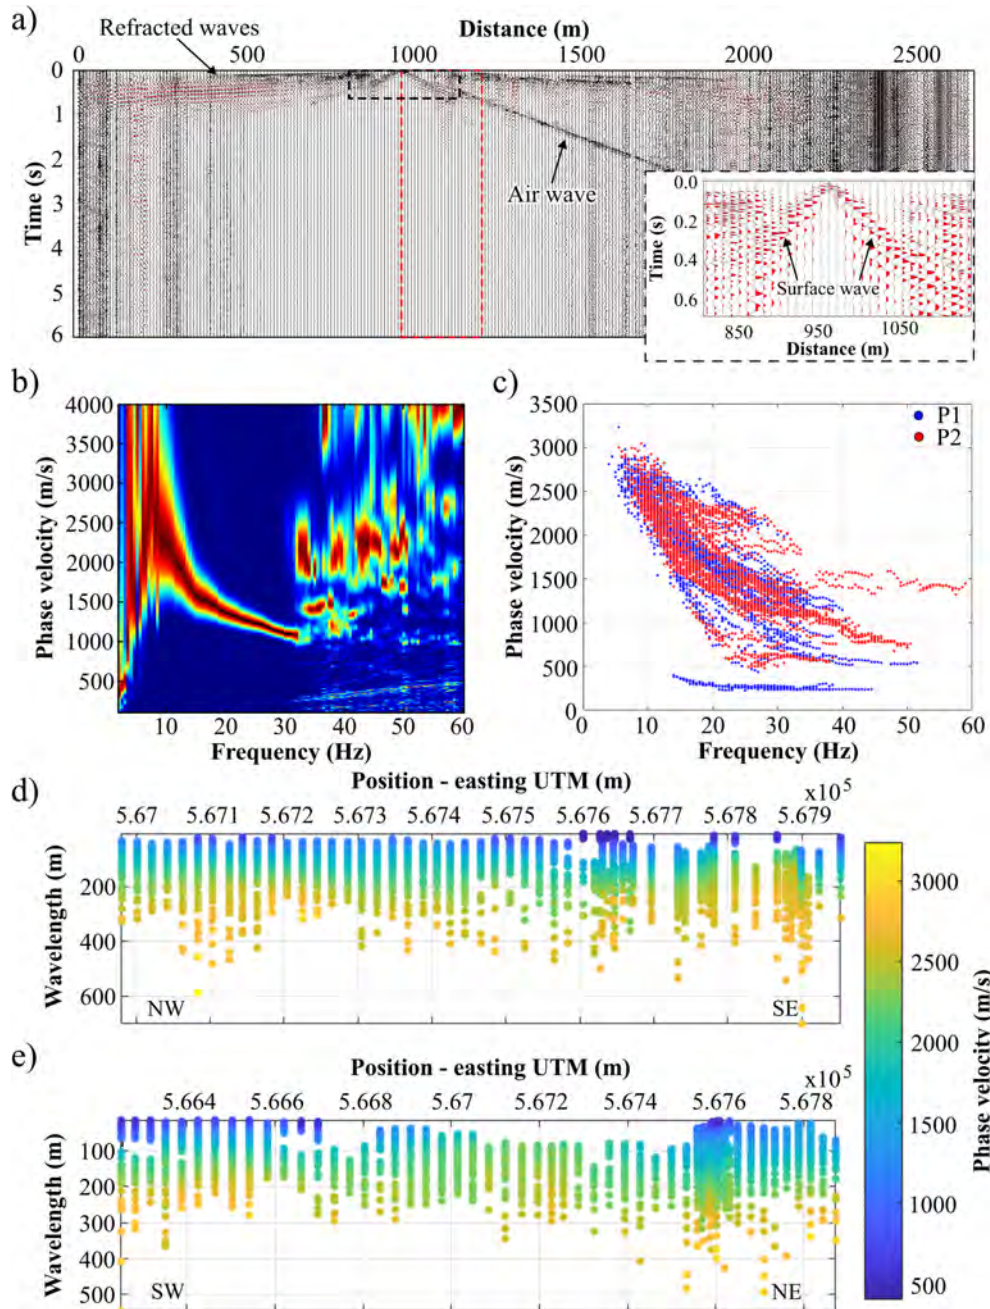 a)
Distance (m)
Refracted waves
0 500 1000 1500 2000 2500
0
1
2
3
4
5
6
Time (s)
Air wave
0.0
0.2
0.4
0.6
Time (s)
Surface wave
850 950 1050
Distance (m)
b)
4000
3500
3000
2500
2000
1500
1000
500
Phase velocity (m/s)
10 20 30 40 50 60
Frequency (Hz)
c)
3500
3000
2500
2000
1500
1000
500
0
Phase velocity (m/s)
P1
P2
0 10 20 30 40 50 60
Frequency (Hz)
d)
Position - easting UTM (m)
x10⁵
5.67 5.671 5.672 5.673 5.674 5.675 5.676 5.677 5.678 5.679
200
400
600
Wavelength (m)
NW
SE
e)
Position - easting UTM (m)
x10⁵
5.664 5.666 5.668 5.67 5.672 5.674 5.676 5.678
100
200
300
400
500
Wavelength (m)
SW
NE
3000
2500
2000
1500
1000
500
Phase velocity (m/s)